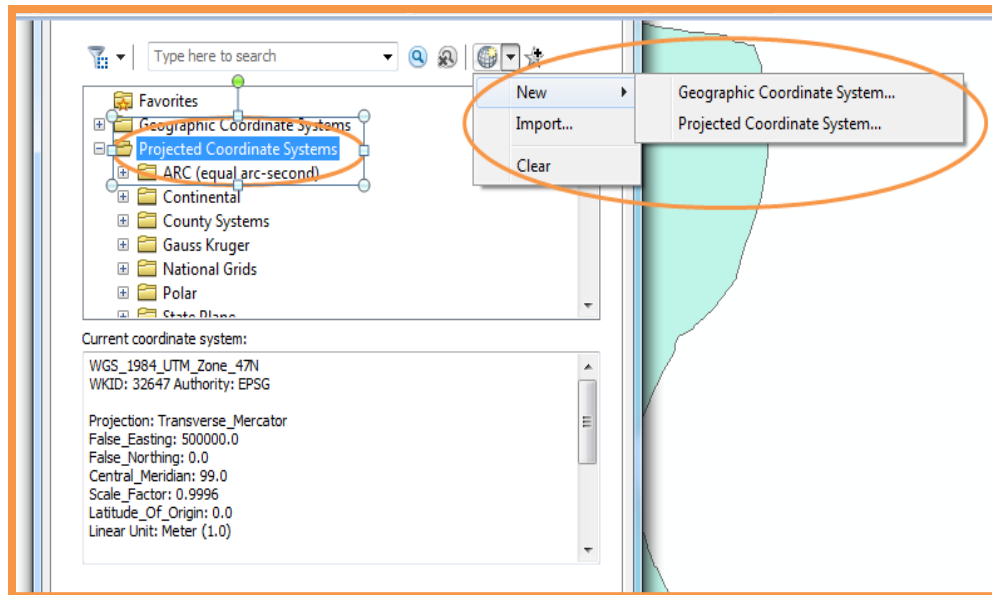 Type here to search
Favorites
Geographic Coordinate Systems
Projected Coordinate Systems
ARC (equal arc-second)
Continental
County Systems
Gauss Kruger
National Grids
Polar
State Plane
New
Import...
Clear
Geographic Coordinate System...
Projected Coordinate System...
Current coordinate system:
WGS_1984_UTM_Zone_47N
WKID: 32647 Authority: EPSG
Projection: Transverse_Mercator
False_Easting: 500000.0
False_Northing: 0.0
Central_Meridian: 99.0
Scale_Factor: 0.9996
Latitude_Of_Origin: 0.0
Linear Unit: Meter (1.0)